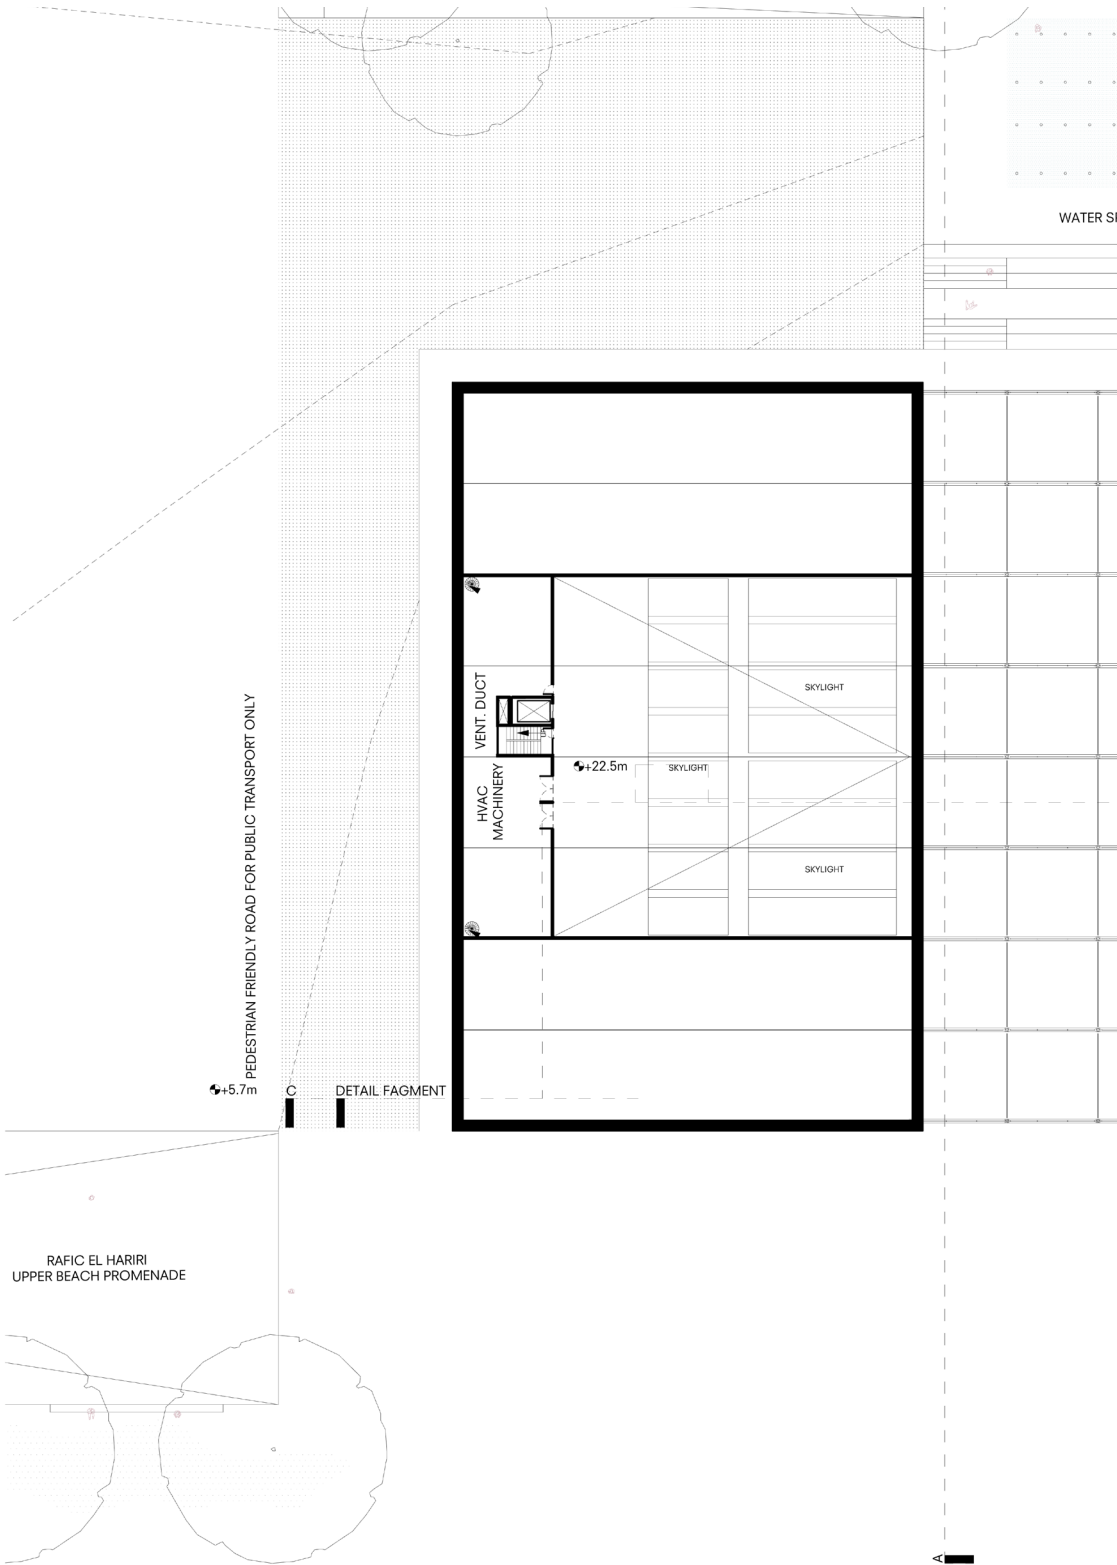 WATER
SKYLIGHT
VENT. DUCT
+22.5m
SKYLIGHT
HVAC
MACHINERY
SKYLIGHT
PEDESTRIAN FRIENDLY ROAD FOR PUBLIC TRANSPORT ONLY
+5.7m
C
DETAIL FAGMENT
RAFIC EL HARIRI
UPPER BEACH PROMENADE
A